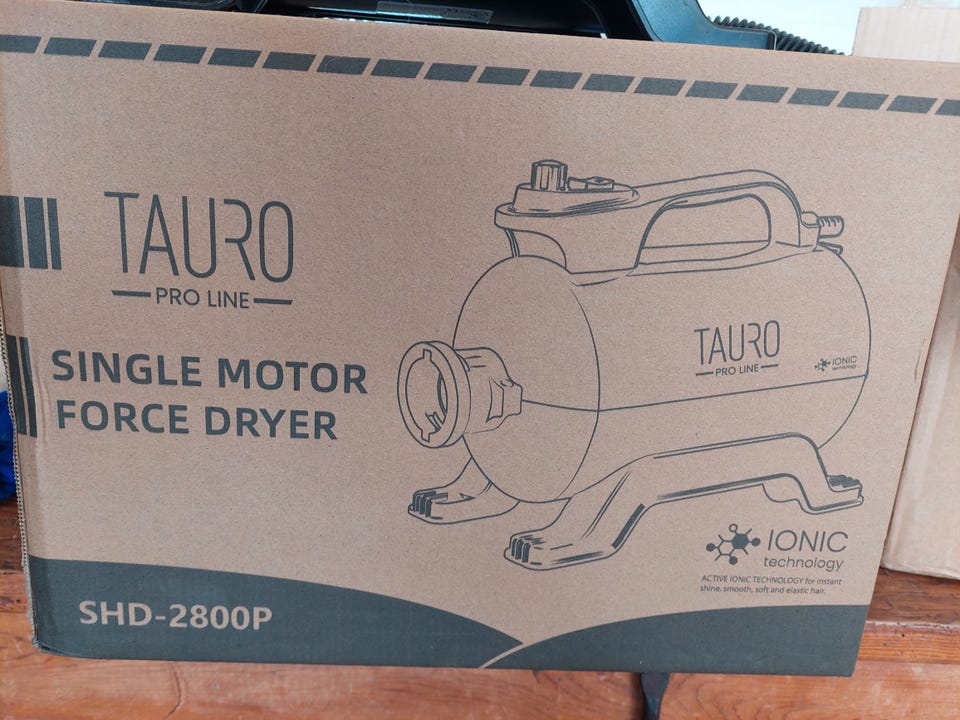 TAURO
PRO LINE
SINGLE MOTOR
FORCE DRYER
TAURO
PRO LINE
IONIC
technology
IONIC
technology
ACTIVE IONIC TECHNOLOGY for instant
shine, smooth, soft and elastic hair.
SHD-2800P